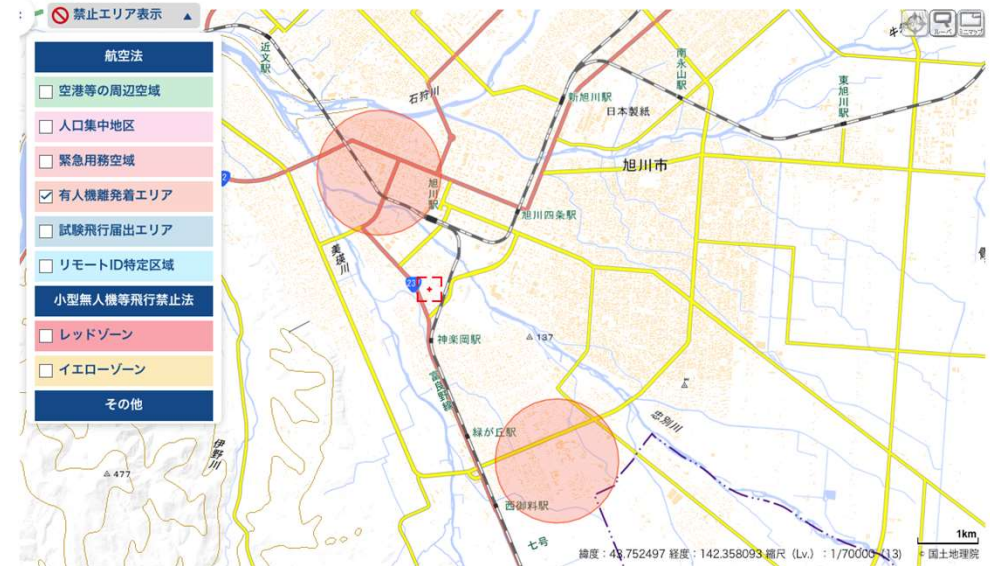 禁止エリア表示 ▲
航空法
空港等の周辺空域
人口集中地区
緊急用務空域
有人機離発着エリア
試験飛行届出エリア
リモートID特定区域
小型無人機等飛行禁止法
レッドゾーン
イエローゾーン
その他
近文駅
石狩川
南永山駅
東旭川駅
新旭川駅
日本製紙
旭川市
旭川駅
旭川四条駅
美瑛川
神楽岡駅
137
富良野線
緑が丘駅
忠別川
伊野川
477
西御料駅
七号
1km
緯度：43.752497 経度：142.358093 縮尺（Lv.）：1/70000（13）
国土地理院
ルーペ
ミニマップ